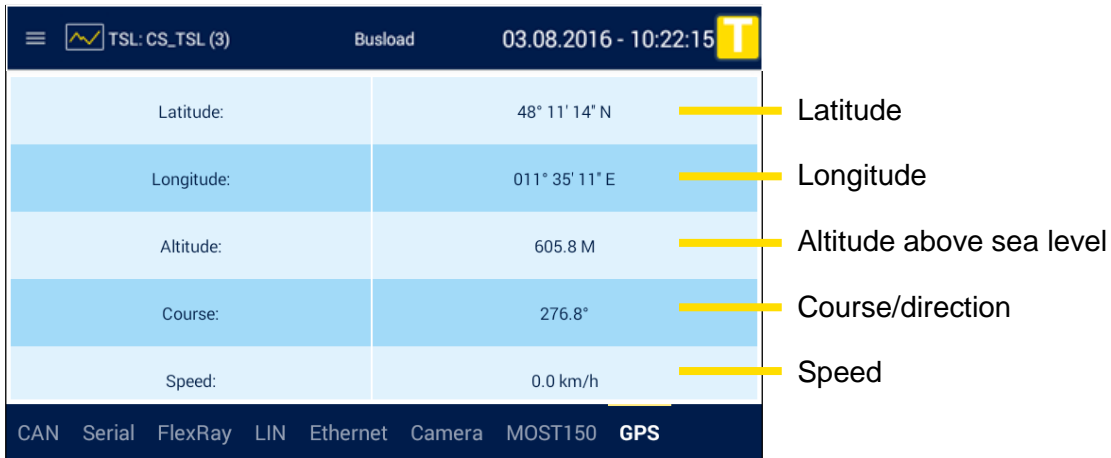 TSL: CS_TSL (3) Busload 03.08.2016 - 10:22:15 T
Latitude: 48° 11' 14" N Latitude
Longitude: 011° 35' 11" E Longitude
Altitude: 605.8 M Altitude above sea level
Course: 276.8° Course/direction
Speed: 0.0 km/h Speed
CAN Serial FlexRay LIN Ethernet Camera MOST150 GPS